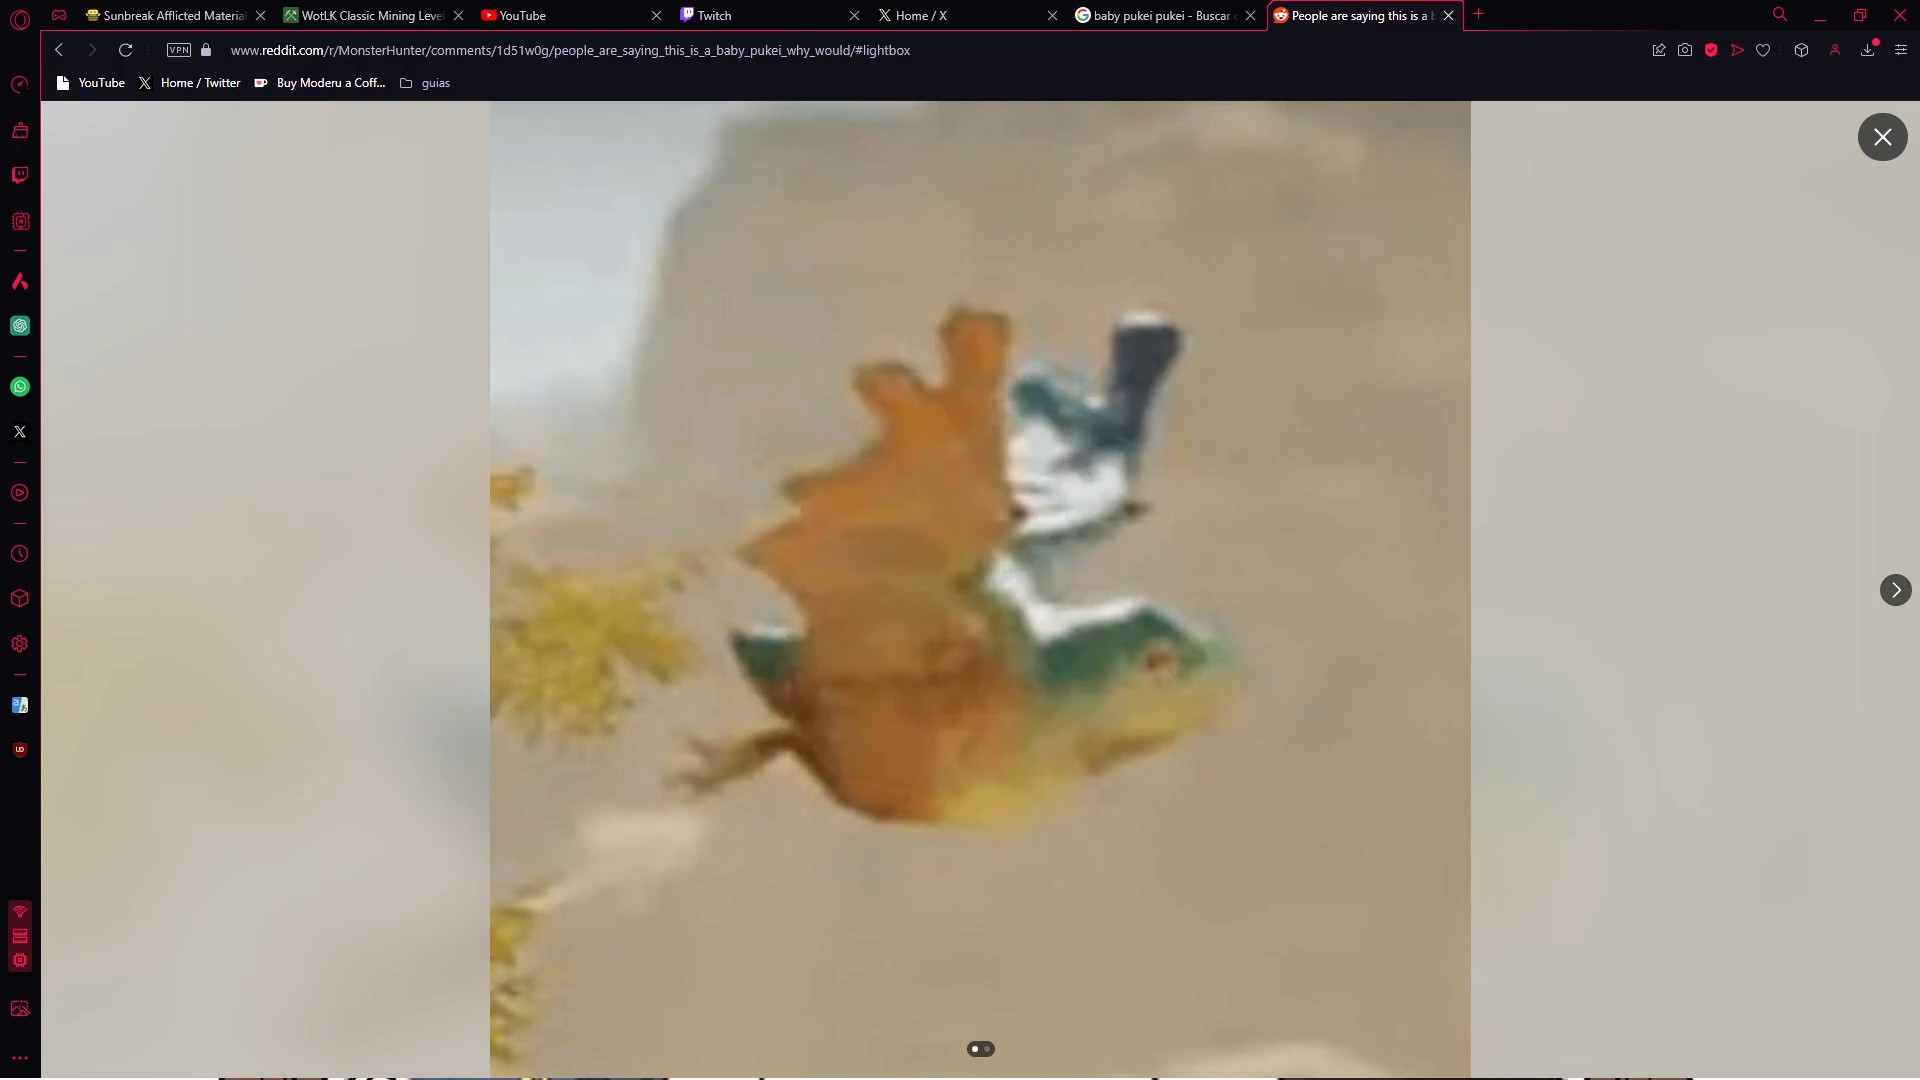 Sunbreak Afflicted Material
WotLK Classic Mining Leve
YouTube
Twitch
Home / X
baby pukei pukei - Buscar
People are saying this is a b
VPN
www.reddit.com/r/MonsterHunter/comments/1d51w0g/people_are_saying_this_is_a_baby_pukei_why_would/#lightbox
YouTube
Home / Twitter
Buy Moderu a Coff...
guias